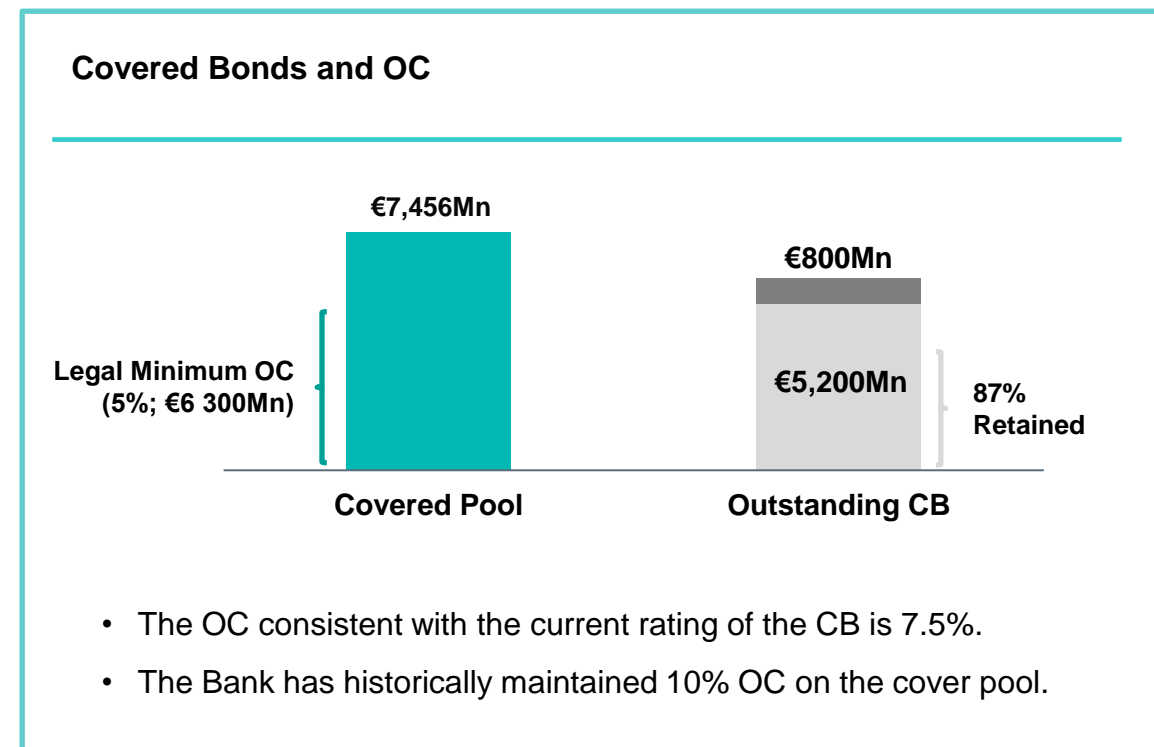 Covered Bonds and OC
€7,456Mn
€800Mn
Legal Minimum OC
(5%; €6 300Mn)
€5,200Mn
87%
Retained
Covered Pool
Outstanding CB
• The OC consistent with the current rating of the CB is 7.5%.
• The Bank has historically maintained 10% OC on the cover pool.